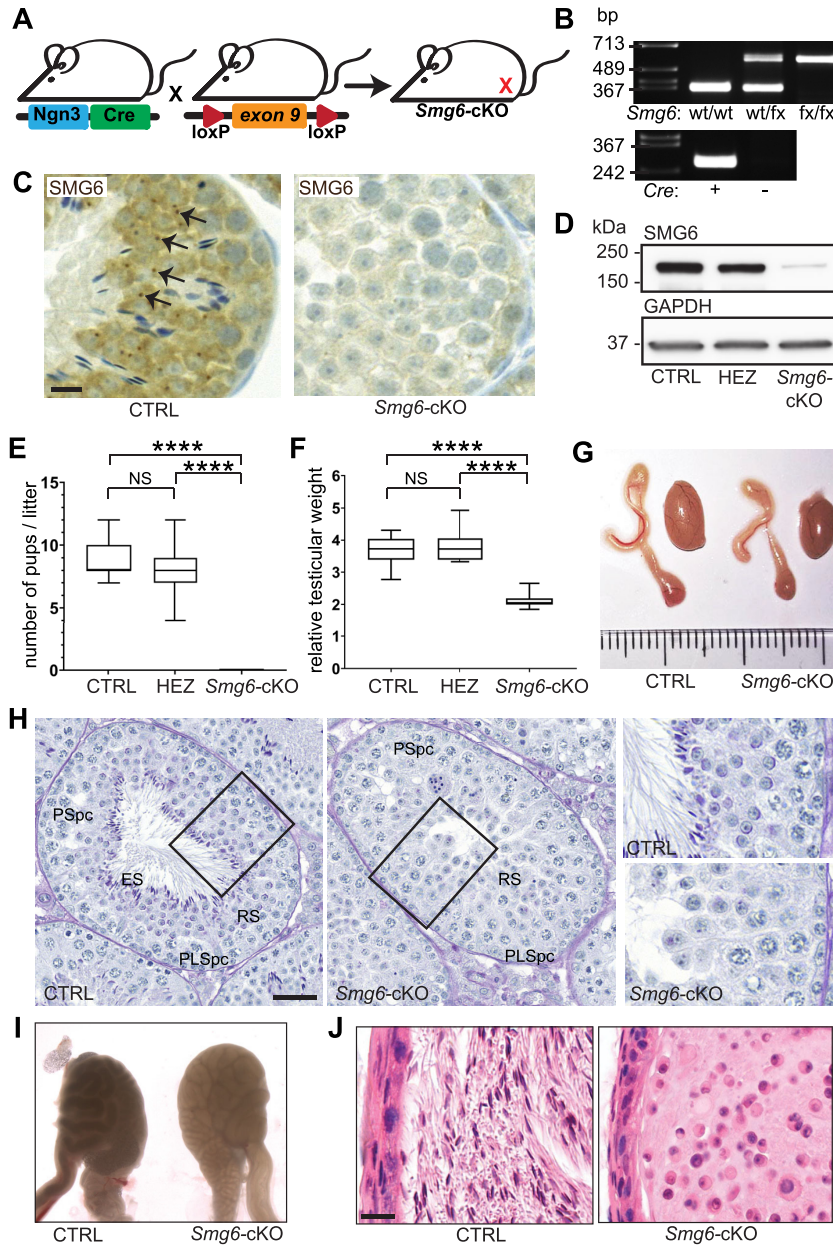 A
Ngn3 Cre
X
loxP exon 9 loxP
X
Smg6-cKO
B
bp
713
489
367
Smg6: wt/wt wt/fx fx/fx
367
242
Cre: + -
C
SMG6
SMG6
CTRL
Smg6-cKO
D
kDa
SMG6
250
150
GAPDH
37
CTRL HEZ Smg6-
cKO
E
number of pups / litter
15
10
5
0
****
NS ****
CTRL HEZ Smg6-cKO
F
relative testicular weight
6
5
4
3
2
1
0
****
NS ****
CTRL HEZ Smg6-cKO
G
CTRL Smg6-cKO
H
PSpc
ES
RS
PLSpc
CTRL
PSpc
RS
PLSpc
Smg6-cKO
CTRL
Smg6-cKO
I
CTRL Smg6-cKO
J
CTRL Smg6-cKO